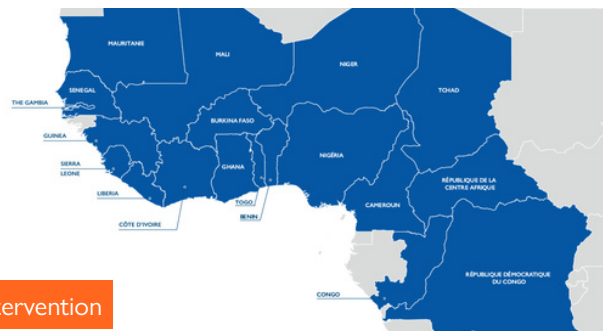 MAURITANIE
MALI
NIGER
TCHAD
SENEGAL
THE GAMBIA
BURKINA FASO
GUINEA
NIGÉRIA
GHANA
SIERRA
LEONE
RÉPUBLIQUE DE LA
CENTRE AFRIQUE
LIBERIA
TOGO
CAMEROUN
BENIN
CÔTE D'IVOIRE
RÉPUBLIQUE DÉMOCRATIQUE
DU CONGO
CONGO
tervention